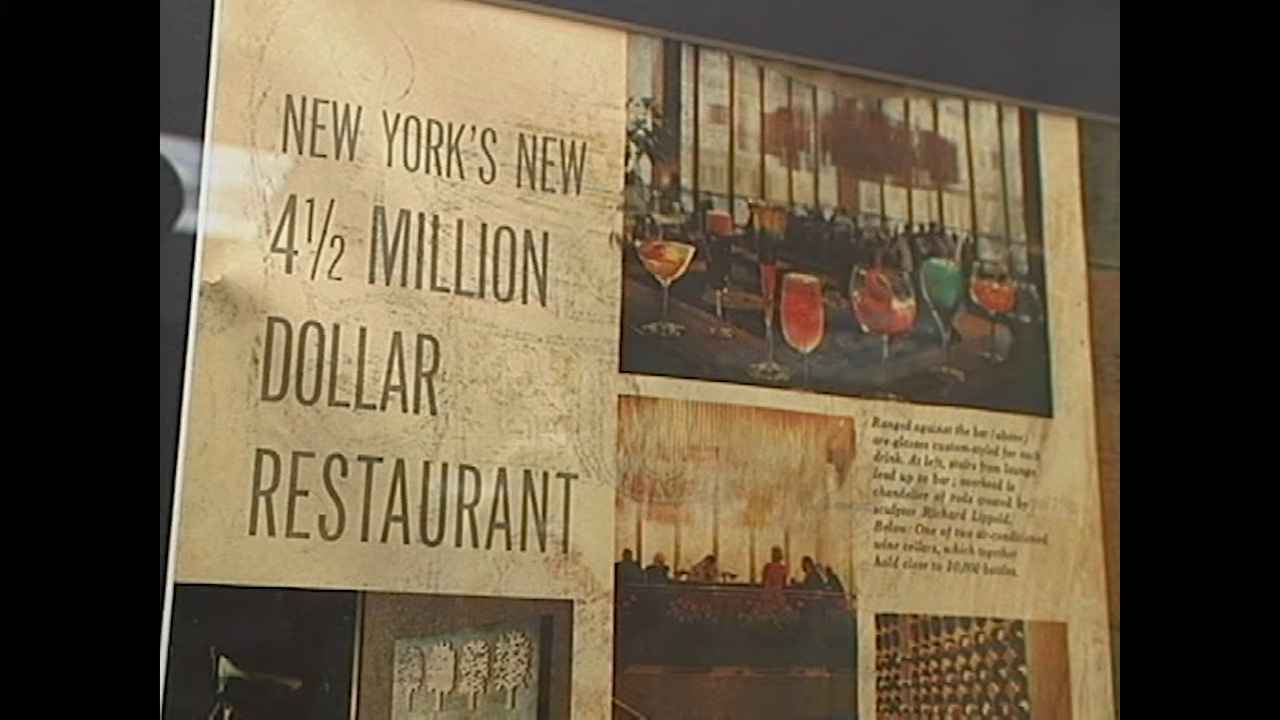 NEW YORK'S NEW
4½ MILLION
DOLLAR
RESTAURANT
Ranged against the bar (above)
are glasses custom-styled for each
drink. At left, stairs from lounge
lead up to bar; overhead is
chandelier of rods created by
sculptor Richard Lippold.
Below: One of two air-conditioned
wine cellars, which together
hold close to 10,000 bottles.